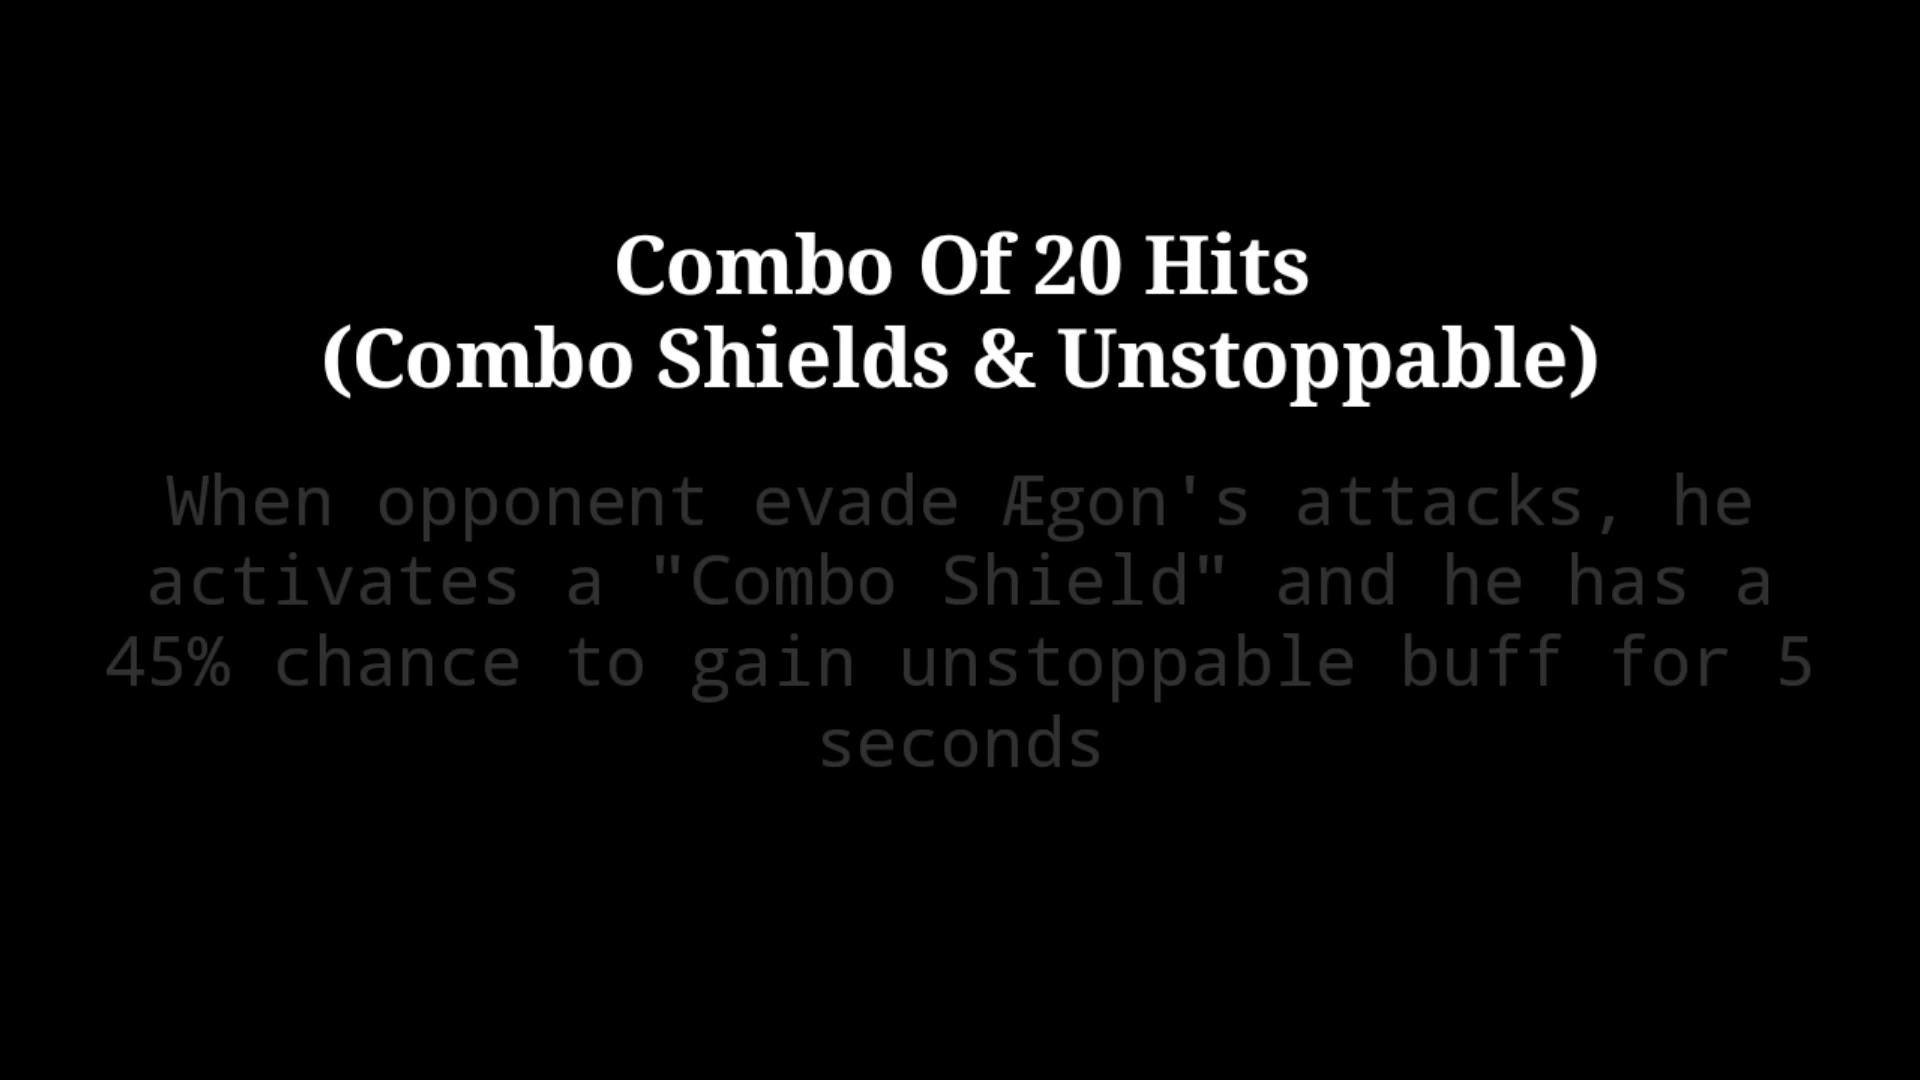 Combo Of 20 Hits
(Combo Shields & Unstoppable)
When opponent evade Ægon's attacks, he
activates a "Combo Shield" and he has a
45% chance to gain unstoppable buff for 5
seconds